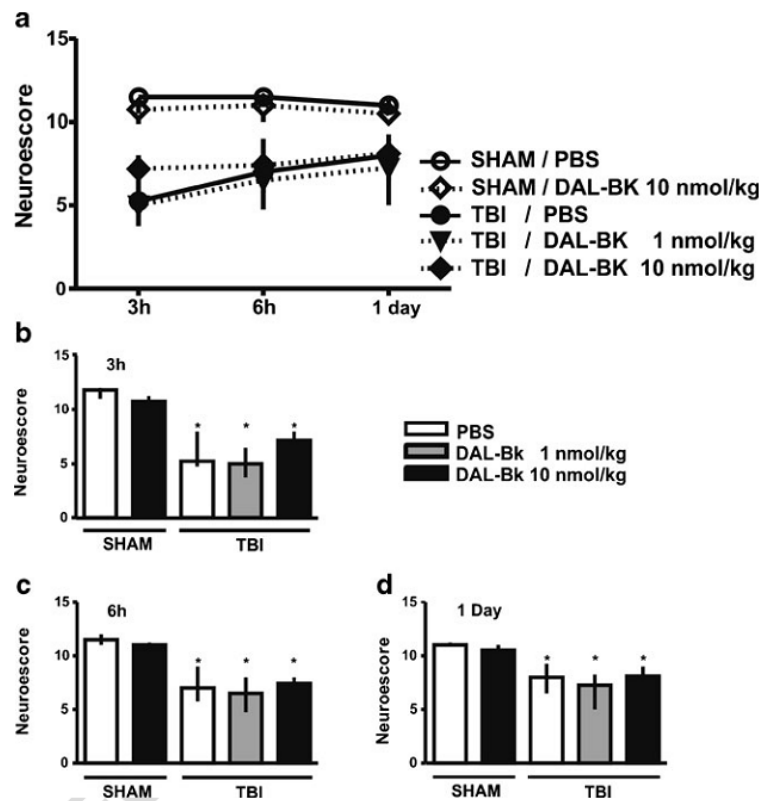 a
15
10
5
0
Neuroescore
3h
6h
1 day
SHAM / PBS
SHAM / DAL-BK 10 nmol/kg
TBI / PBS
TBI / DAL-BK 1 nmol/kg
TBI / DAL-BK 10 nmol/kg
b
15
10
5
0
Neuroescore
3h
* * *
SHAM
TBI
PBS
DAL-Bk 1 nmol/kg
DAL-Bk 10 nmol/kg
c
15
10
5
0
Neuroescore
6h
* * *
SHAM
TBI
d
15
10
5
0
Neuroescore
1 Day
* * *
SHAM
TBI